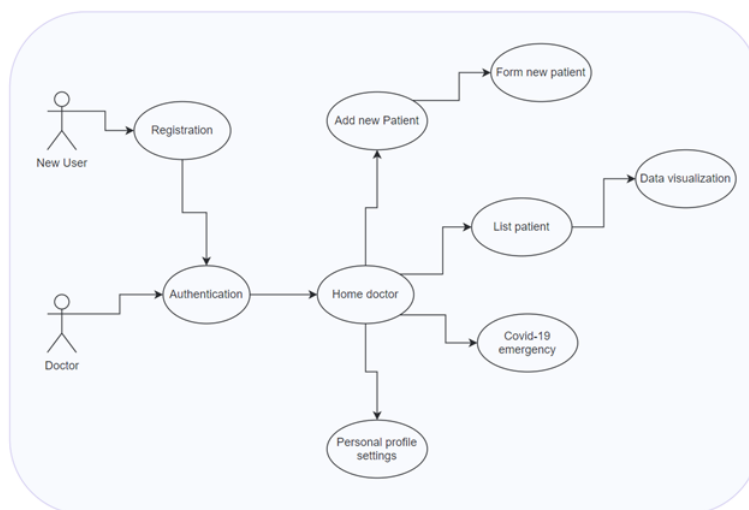 Form new patient
Add new Patient
Registration
New User
Data visualization
List patient
Authentication
Home doctor
Covid-19
emergency
Doctor
Personal profile
settings